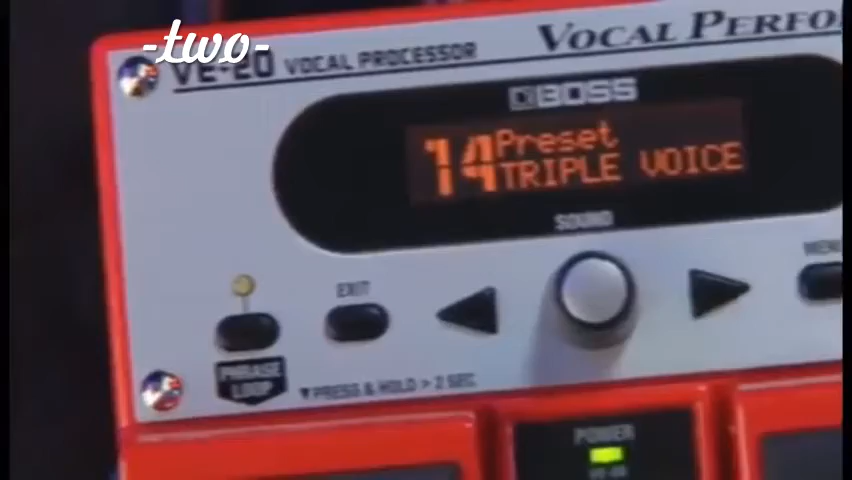 -two-
VE-20 VOCAL PROCESSOR
VOCAL PERFO
BOSS
14 Preset
TRIPLE VOICE
SOUND
MENU
EXIT
PHRASE
LOOP
▼PRESS & HOLD > 2 SEC
POWER